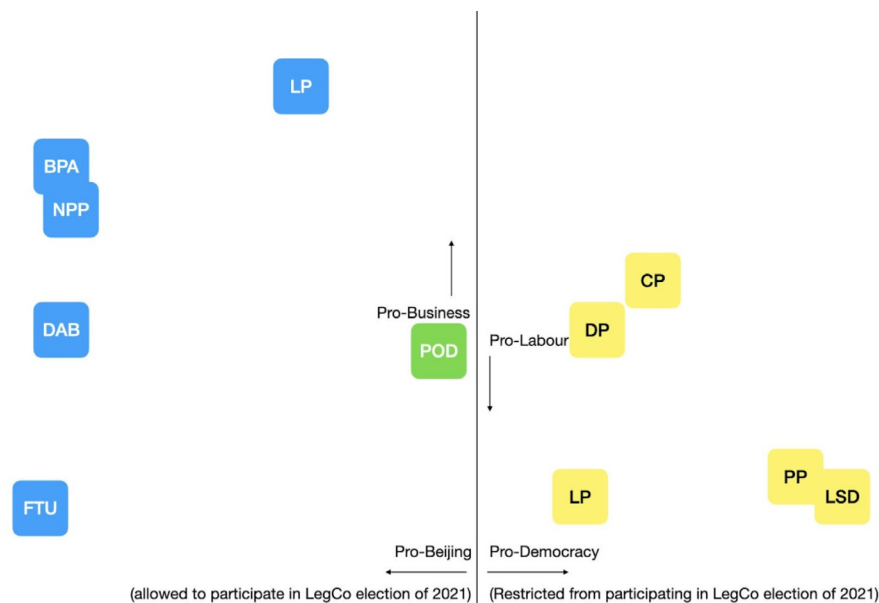 LP
BPA
NPP
CP
Pro-Business
DAB
POD
Pro-Labour
DP
PP
FTU
LP
LSD
Pro-Beijing
Pro-Democracy
(allowed to participate in LegCo election of 2021)
(Restricted from participating in LegCo election of 2021)